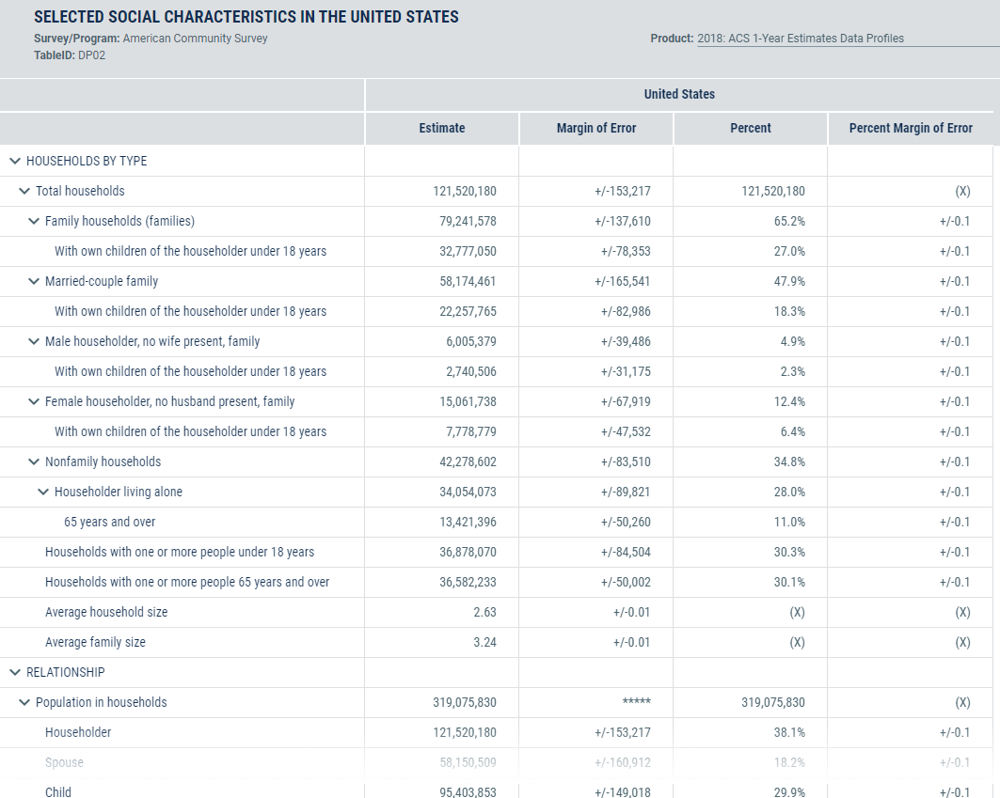 SELECTED SOCIAL CHARACTERISTICS IN THE UNITED STATES
Survey/Program: American Community Survey
Product: 2018: ACS 1-Year Estimates Data Profiles
TableID: DP02
United States
Estimate Margin of Error Percent Percent Margin of Error
HOUSEHOLDS BY TYPE
Total households 121,520,180 +/-153,217 121,520,180 (X)
Family households (families) 79,241,578 +/-137,610 65.2% +/-0.1
With own children of the householder under 18 years 32,777,050 +/-78,353 27.0% +/-0.1
Married-couple family 58,174,461 +/-165,541 47.9% +/-0.1
With own children of the householder under 18 years 22,257,765 +/-82,986 18.3% +/-0.1
Male householder, no wife present, family 6,005,379 +/-39,486 4.9% +/-0.1
With own children of the householder under 18 years 2,740,506 +/-31,175 2.3% +/-0.1
Female householder, no husband present, family 15,061,738 +/-67,919 12.4% +/-0.1
With own children of the householder under 18 years 7,778,779 +/-47,532 6.4% +/-0.1
Nonfamily households 42,278,602 +/-83,510 34.8% +/-0.1
Householder living alone 34,054,073 +/-89,821 28.0% +/-0.1
65 years and over 13,421,396 +/-50,260 11.0% +/-0.1
Households with one or more people under 18 years 36,878,070 +/-84,504 30.3% +/-0.1
Households with one or more people 65 years and over 36,582,233 +/-50,002 30.1% +/-0.1
Average household size 2.63 +/-0.01 (X) (X)
Average family size 3.24 +/-0.01 (X) (X)
RELATIONSHIP
Population in households 319,075,830 ***** 319,075,830 (X)
Householder 121,520,180 +/-153,217 38.1% +/-0.1
Spouse 58,150,509 +/-160,912 18.2% +/-0.1
Child 95,403,853 +/-149,018 29.9% +/-0.1